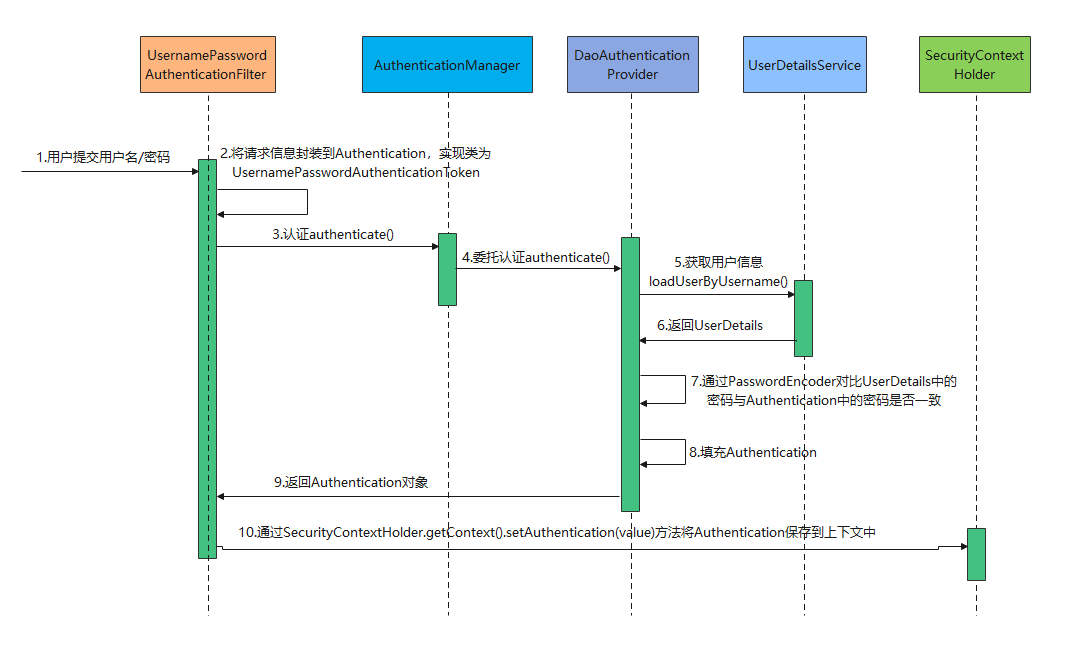 UsernamePassword
AuthenticationFilter
AuthenticationManager
DaoAuthentication
Provider
UserDetailsService
SecurityContext
Holder
1.用户提交用户名/密码
2.将请求信息封装到Authentication，实现类为
UsernamePasswordAuthenticationToken
3.认证authenticate()
4.委托认证authenticate()
5.获取用户信息
loadUserByUsername()
6.返回UserDetails
7.通过PasswordEncoder对比UserDetails中的
密码与Authentication中的密码是否一致
8.填充Authentication
9.返回Authentication对象
10.通过SecurityContextHolder.getContext().setAuthentication(value)方法将Authentication保存到上下文中